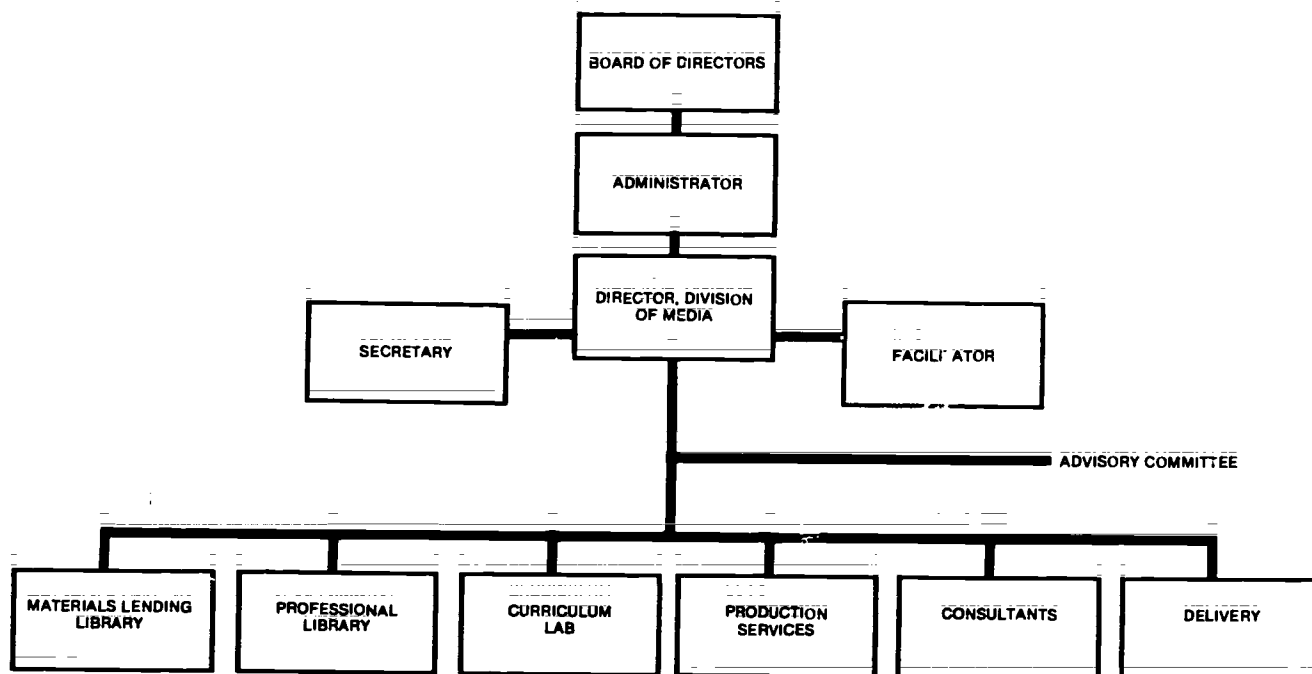 BOARD OF DIRECTORS
ADMINISTRATOR
DIRECTOR, DIVISION
OF MEDIA
SECRETARY
FACILITATOR
ADVISORY COMMITTEE
MATERIALS LENDING
LIBRARY
PROFESSIONAL
LIBRARY
CURRICULUM
LAB
PRODUCTION
SERVICES
CONSULTANTS
DELIVERY